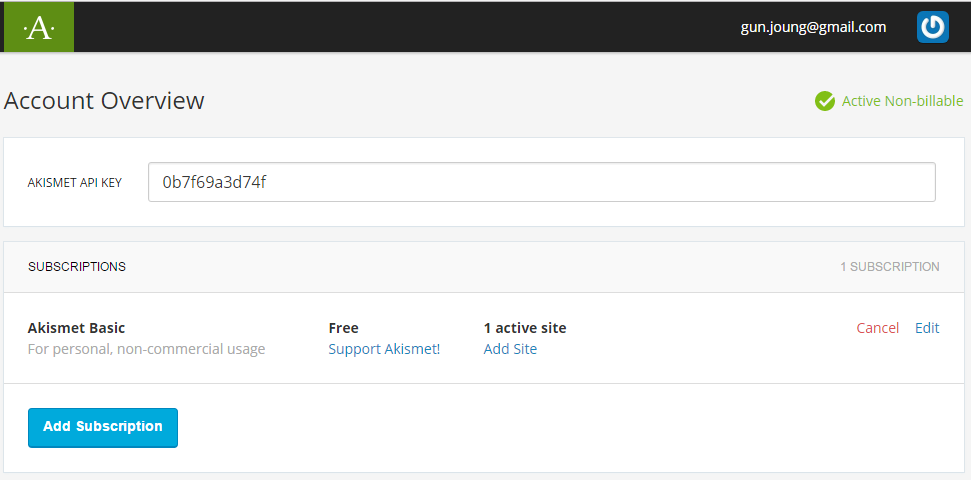 ·A·
gun.joung@gmail.com
Account Overview
Active Non-billable
AKISMET API KEY
0b7f69a3d74f
SUBSCRIPTIONS
1 SUBSCRIPTION
Akismet Basic
Free
1 active site
Cancel
Edit
For personal, non-commercial usage
Support Akismet!
Add Site
Add Subscription